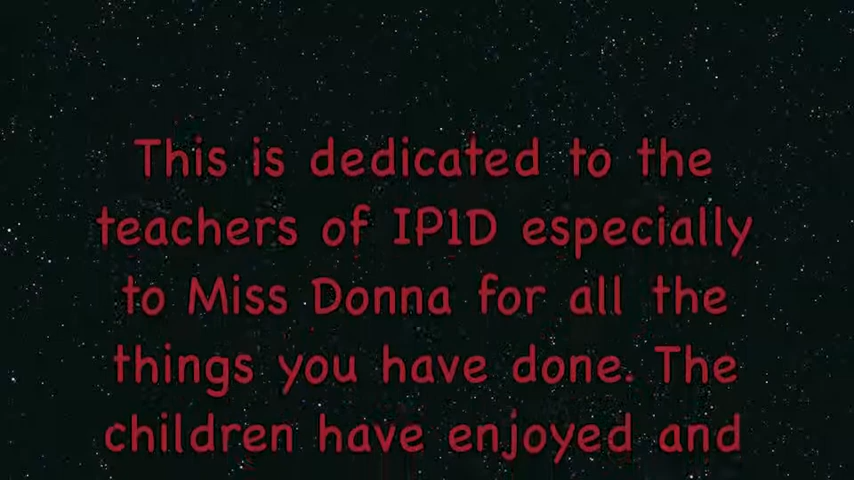 This is dedicated to the
teachers of IP1D especially
to Miss Donna for all the
things you have done. The
children have enjoyed and